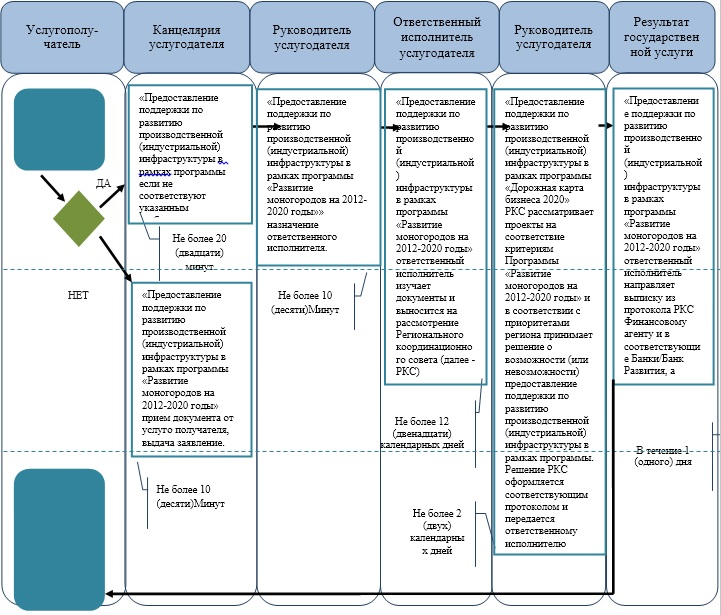 Услугополу-
чатель
Канцелярия
услугодателя
Руководитель
услугодателя
Ответственный
исполнитель
услугодателя
Руководитель
услугодателя
Результат
государствен
ной услуги
ДА
НЕТ
«Предоставление
поддержки по
развитию
производственной
(индустриальной)
инфраструктуры в
рамках программы
если не
соответствуют
указанным
Не более 20
(двадцати)
минут
«Предоставление
поддержки по
развитию
производственной
(индустриальной)
инфраструктуры в
рамках программы
«Развитие
моногородов на
2012-2020 годы»
прием документа от
услуго получателя,
выдача заявление.
Не более 10
(десяти)Минут
«Предоставление
поддержки по
развитию
производственной
(индустриальной)
инфраструктуры в
рамках программы
«Развитие
моногородов на 2012-
2020 годы»»
назначение
ответственного
исполнителя.
Не более 10
(десяти)Минут
«Предоставление
поддержки по
развитию
производственно
й
(индустриальной
)
инфраструктуры
в рамках
программы
«Развитие
моногородов на
2012-2020 годы»
ответственный
исполнитель
изучает
документы и
выносится на
рассмотрение
Регионального
координационно
го совета (далее -
РКС)
Не более 12
(двенадцати)
календарных дней
«Предоставление
поддержки по
развитию
производственной
(индустриальной)
инфраструктуры в
рамках программы
«Дорожная карта
бизнеса 2020»
РКС рассматривает
проекты на
соответствие
критериям
Программы
«Развитие
моногородов на
2012-2020 годы» и
в соответствии с
приоритетами
региона принимает
решение о
возможности (или
невозможности)
предоставление
поддержки по
развитию
производственной
(индустриальной)
инфраструктуры в
рамках программы.
Решение РКС
оформляется
соответствующим
протоколом и
передается
ответственному
исполнителю
Не более 2
(двух)
календарны
х дней
«Предоставлени
е поддержки по
развитию
производственно
й
(индустриальной
)
инфраструктуры
в рамках
программы
«Развитие
моногородов на
2012-2020 годы»
ответственный
исполнитель
направляет
выписку из
протокола РКС
Финансовому
агенту и в
соответствующи
е Банки/Банк
Развития, а
В течение 1
(одного) дня